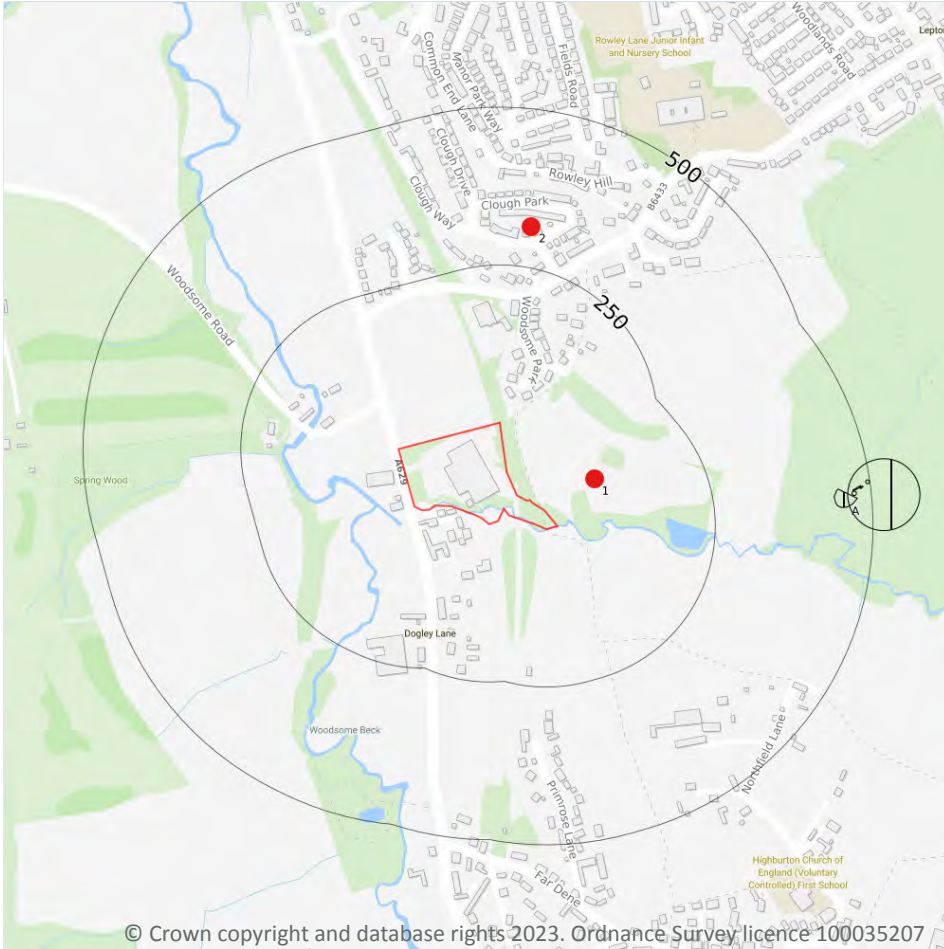 Rowley Lane Junior Infant
and Nursery School
Woodlands Road
Lepto
Common End Lane
Manor Park Way
Fields Road
Clough Drive
Clough Way
500
Rowley Hill
B6433
Clough Park
2
Woodsome Road
250
Woodsome Park
A629
Spring Wood
1
A
Dogley Lane
Woodsome Beck
Northfield Lane
Primrose Lane
Far Dene
Highburton Church of
England (Voluntary
Controlled) First School
© Crown copyright and database rights 2023. Ordnance Survey licence 100035207